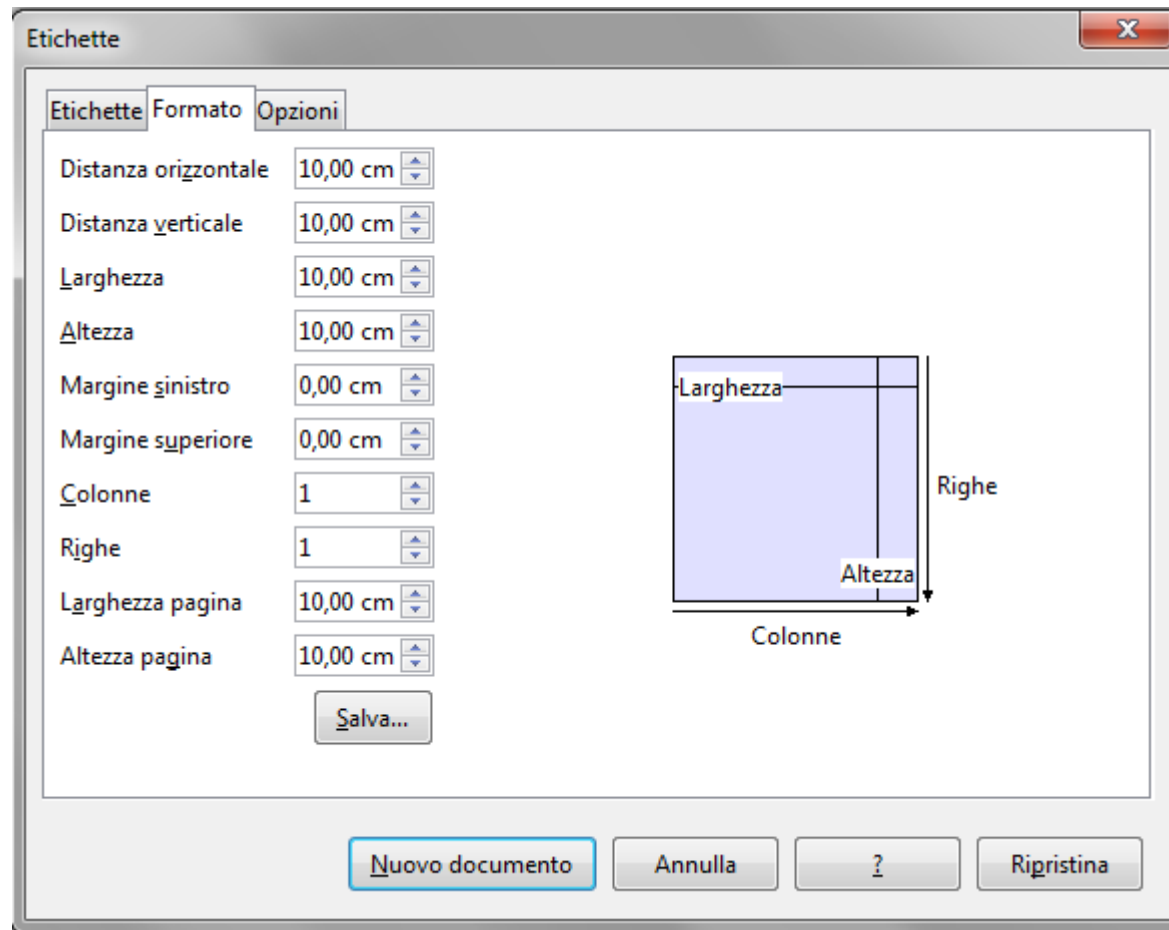 Etichette
Etichette Formato Opzioni
Distanza orizzontale 10,00 cm
Distanza verticale 10,00 cm
Larghezza 10,00 cm
Altezza 10,00 cm
Margine sinistro 0,00 cm
Margine superiore 0,00 cm
Colonne 1
Righe 1
Larghezza pagina 10,00 cm
Altezza pagina 10,00 cm
Salva...
Larghezza
Righe
Altezza
Colonne
Nuovo documento Annulla ? Ripristina